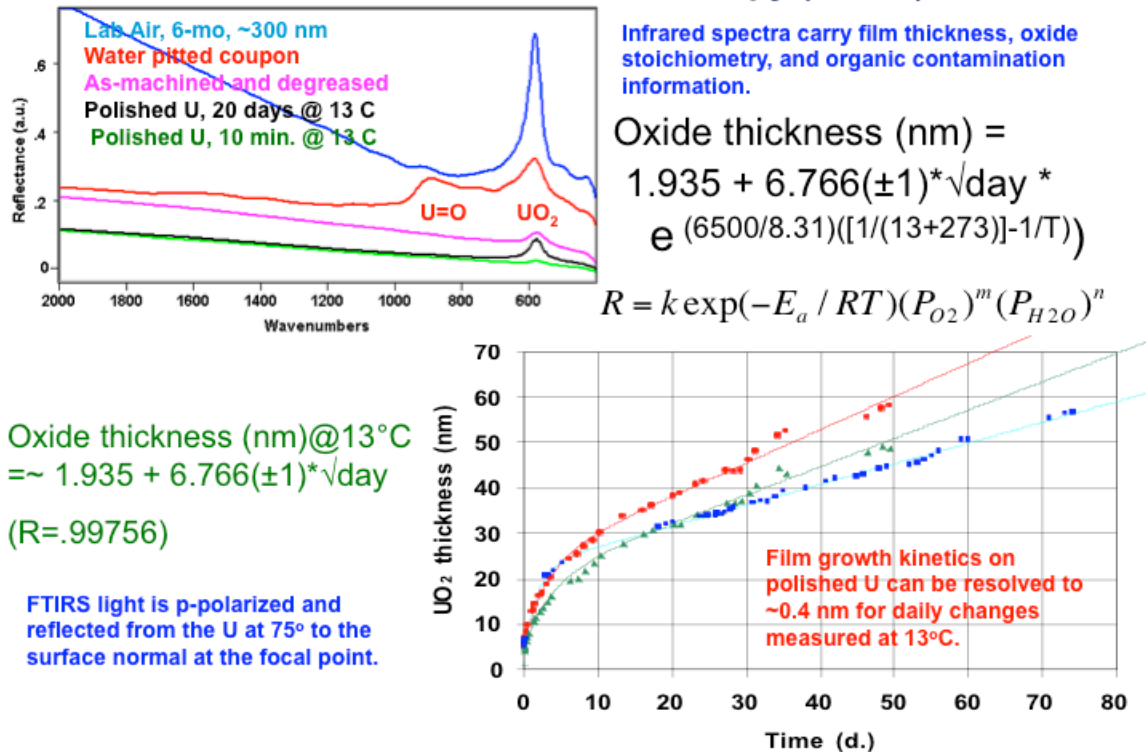 Lab Air, 6-mo, ~300 nm
Water pitted coupon
As-machined and degreased
Polished U, 20 days @ 13 C
Polished U, 10 min. @ 13 C
Reflectance (a.u.)
.6
.4
.2
0
U=O
UO₂
2000 1800 1600 1400 1200 1000 800 600
Wavenumbers
Infrared spectra carry film thickness, oxide
stoichiometry, and organic contamination
information.
Oxide thickness (nm) =
1.935 + 6.766(±1)*√day *
e (6500/8.31)([1/(13+273)]-1/T))
R = k exp(−Eₐ / RT)(P_O2)^m (P_H2O)^n
Oxide thickness (nm)@13°C
=~ 1.935 + 6.766(±1)*√day
(R=.99756)
FTIRS light is p-polarized and
reflected from the U at 75º to the
surface normal at the focal point.
UO₂ thickness (nm)
70
60
50
40
30
20
10
0
Film growth kinetics on
polished U can be resolved to
~0.4 nm for daily changes
measured at 13ºC.
0 10 20 30 40 50 60 70 80
Time (d.)